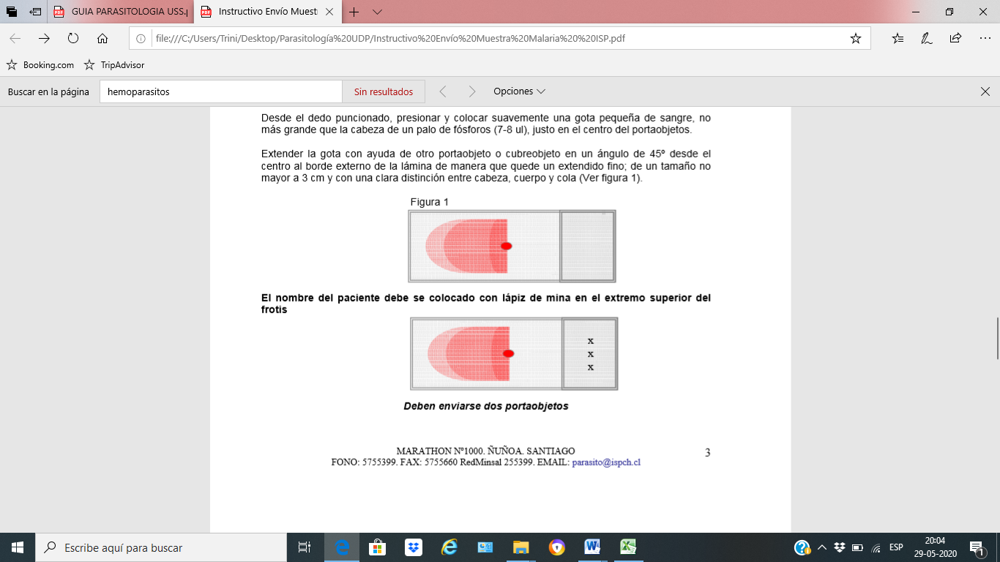 GUIA PARASITOLOGIA USS.p
Instructivo Envío Muestr
file:///C:/Users/Trini/Desktop/Parasitología%20UDP/Instructivo%20Envío%20Muestra%20Malaria%20%20ISP.pdf
Booking.com TripAdvisor
Buscar en la página hemoparasitos Sin resultados Opciones
Desde el dedo puncionado, presionar y colocar suavemente una gota pequeña de sangre, no
más grande que la cabeza de un palo de fósforos (7-8 ul), justo en el centro del portaobjetos.
Extender la gota con ayuda de otro portaobjeto o cubreobjeto en un ángulo de 45º desde el
centro al borde externo de la lámina de manera que quede un extendido fino; de un tamaño no
mayor a 3 cm y con una clara distinción entre cabeza, cuerpo y cola (Ver figura 1).
Figura 1
El nombre del paciente debe se colocado con lápiz de mina en el extremo superior del
frotis
x
x
x
Deben enviarse dos portaobjetos
MARATHON Nº1000. ÑUÑOA. SANTIAGO
3
FONO: 5755399. FAX: 5755660 RedMinsal 255399. EMAIL: parasito@ispch.cl
Escribe aquí para buscar
ESP
20:04
29-05-2020
1